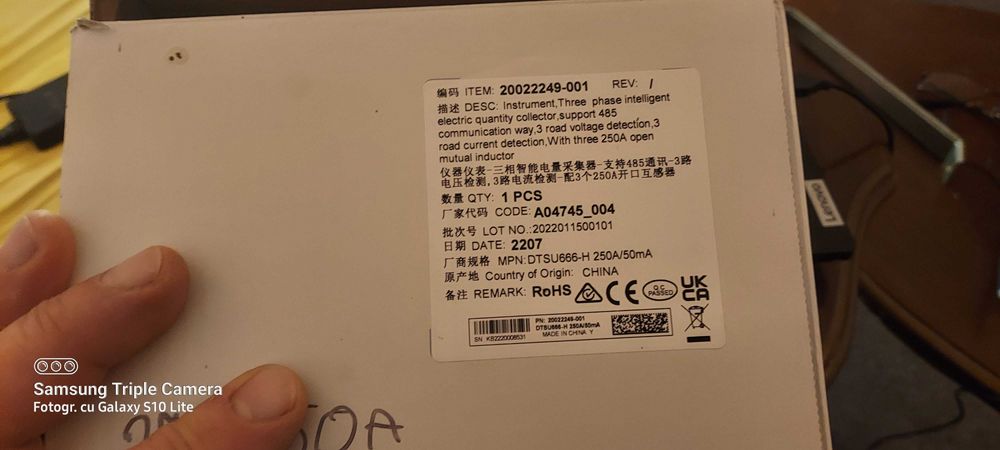 编码 ITEM: 20022249-001 REV: /
描述 DESC: Instrument,Three phase intelligent
electric quantity collector,support 485
communication way,3 road voltage detection,3
road current detection,With three 250A open
mutual inductor
仪器仪表-三相智能电量采集器-支持485通讯-3路
电压检测,3路电流检测-配3个250A开口互感器
数量 QTY: 1 PCS
厂家代码 CODE: A04745_004
批次号 LOT NO.:2022011500101
日期 DATE: 2207
厂商规格 MPN:DTSU666-H 250A/50mA
原产地 Country of Origin: CHINA
备注 REMARK: RoHS CE Q.C PASSED UK CA
PN: 20022249-001
DTSU666-H 250A/50mA
SN KB2220008531 MADE IN CHINA Y
Lenovo
Samsung Triple Camera
Fotogr. cu Galaxy S10 Lite
50A